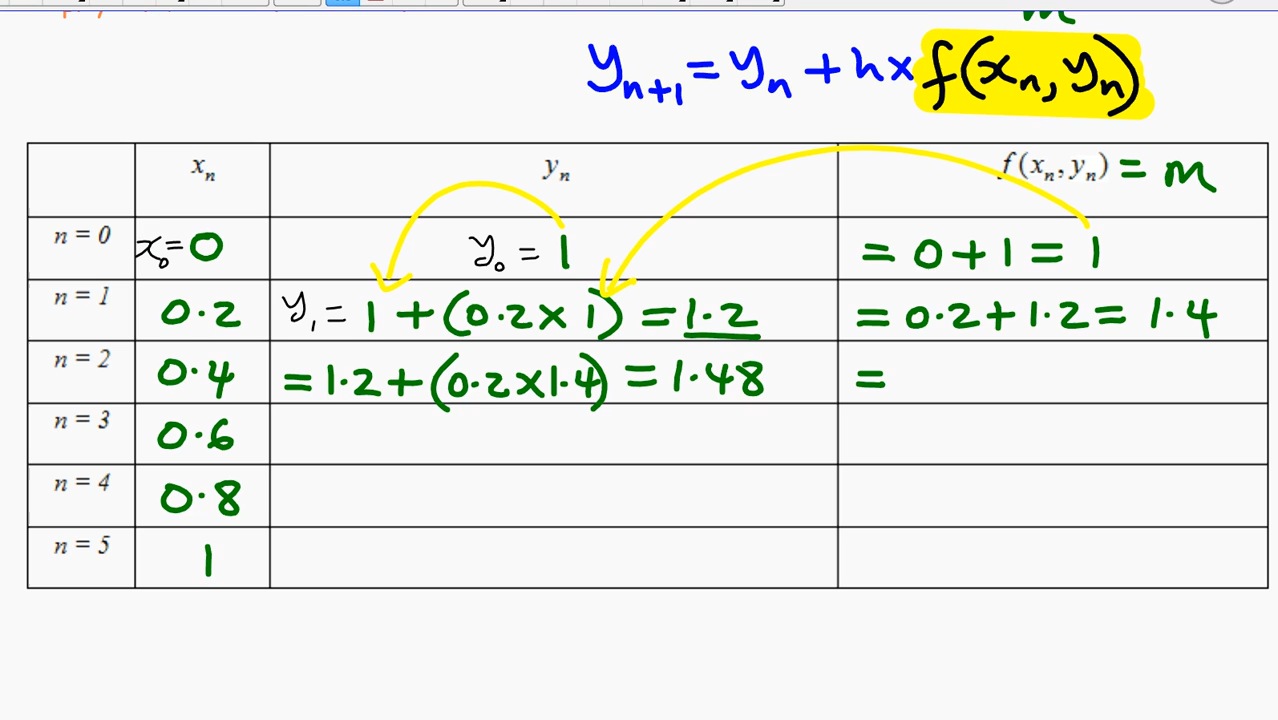 m
yₙ₊₁ = yₙ + h × f(xₙ, yₙ)
xₙ yₙ f(xₙ, yₙ) = m
n = 0 x₀ = 0 y₀ = 1 = 0 + 1 = 1
n = 1 0.2 y₁ = 1 + (0.2 × 1) = 1.2 = 0.2 + 1.2 = 1.4
n = 2 0.4 = 1.2 + (0.2 × 1.4) = 1.48 =
n = 3 0.6
n = 4 0.8
n = 5 1